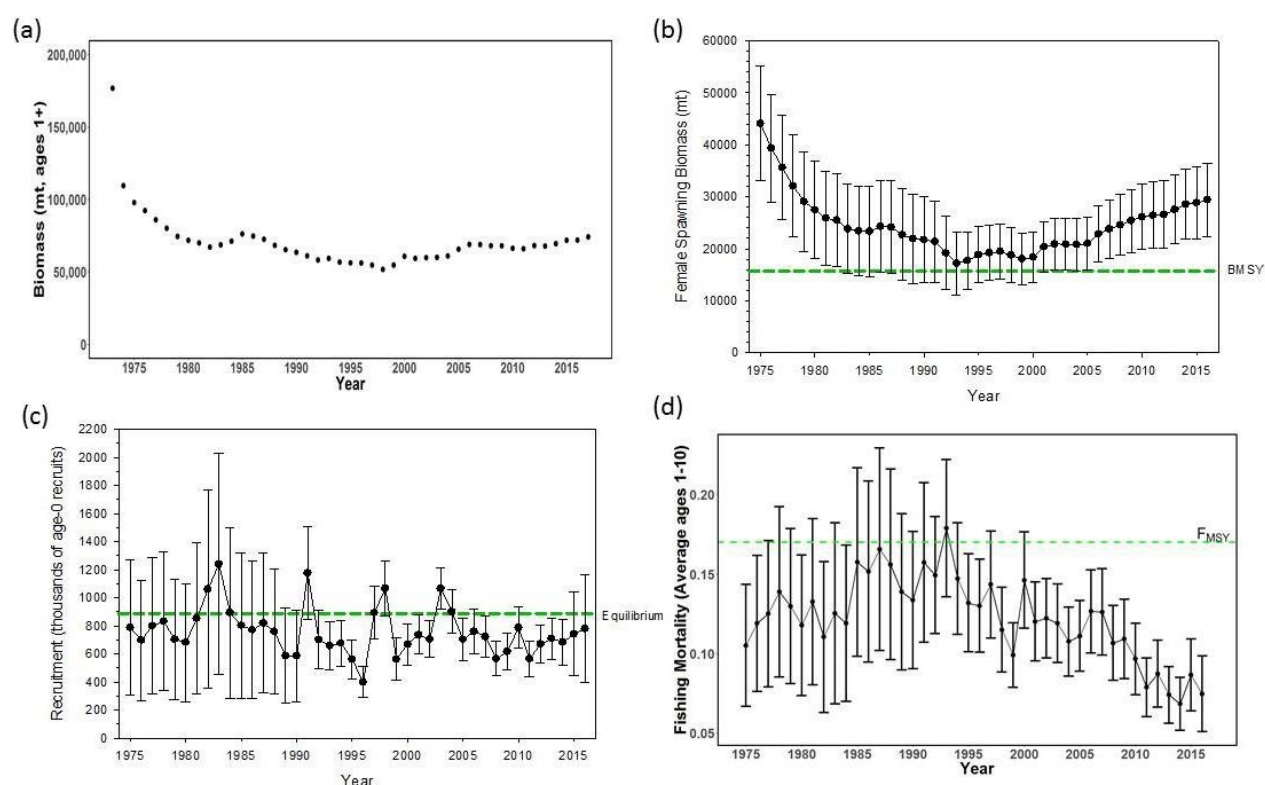 (a)
200,000
150,000
100,000
50,000
0
Biomass (mt, ages 1+)
1975 1980 1985 1990 1995 2000 2005 2010 2015
Year
(b)
60000
50000
40000
30000
20000
10000
0
Female Spawning Biomass (mt)
BMSY
1975 1980 1985 1990 1995 2000 2005 2010 2015
Year
(c)
2200
2000
1800
1600
1400
1200
1000
800
600
400
200
0
Recruitment (thousands of age-0 recruits)
Equilibrium
1975 1980 1985 1990 1995 2000 2005 2010 2015
Year
(d)
0.20
0.15
0.10
0.05
Fishing Mortality (Average ages 1-10)
FMSY
1975 1980 1985 1990 1995 2000 2005 2010 2015
Year